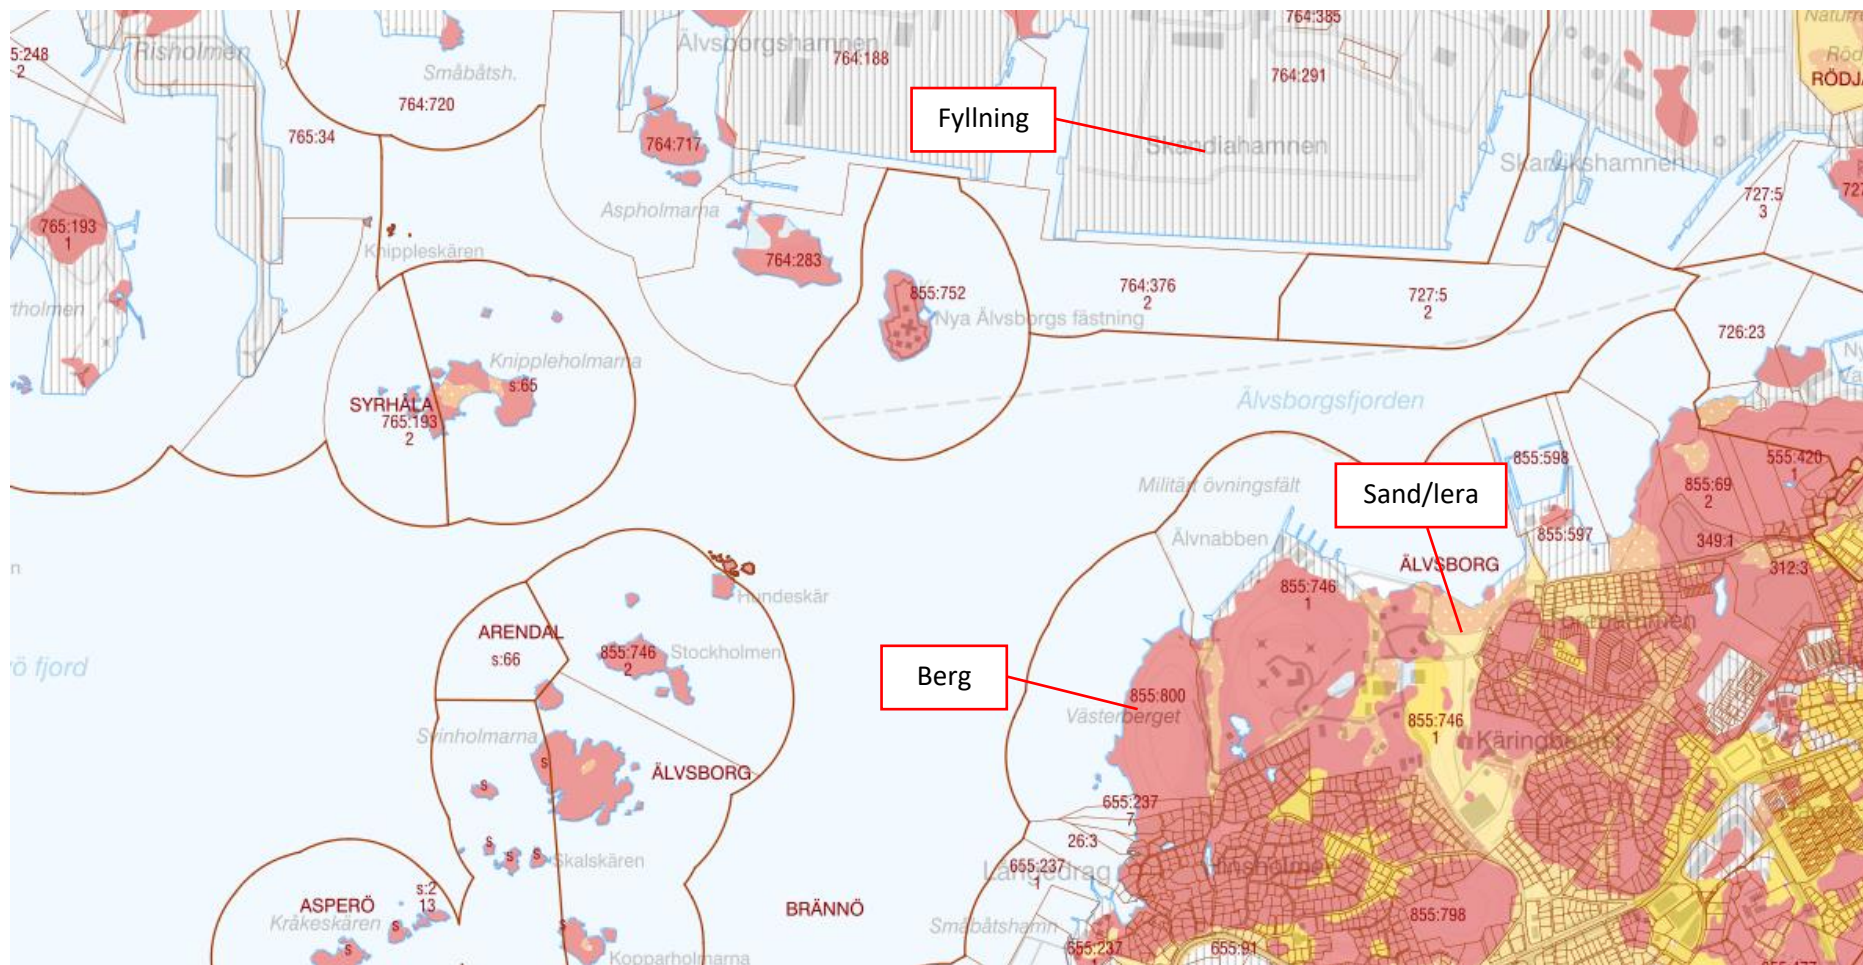 5:248
2
Risholmen
Småbåtsh.
764:720
765:34
Älvsborgshamnen
764:188
764:385
764:291
RÖDJ
Fyllning
Skandiahamnen
Skarvikshamnen
764:717
Aspholmarna
764:283
765:193
1
Knippleskären
727:5
3
855:752
Nya Älvsborgs fästning
764:376
2
727:5
2
726:23
Knippleholmarna
s:65
SYRHÅLA
765:193
2
Älvsborgsfjorden
Militärt övningsfält
Sand/lera
855:598
855:69
2
555:420
1
Älvnabben
855:597
349:1
312:3
ÄLVSBORG
855:746
1
Hundeskär
ARENDAL
s:66
855:746
2
Stockholmen
Berg
855:800
Västerberget
855:746
1
Svinholmarna
s
ÄLVSBORG
s
655:237
7
26:3
s
s
s
Skalskären
655:237
1
Långedrag
ASPERÖ
s:2
13
Kråkeskären
s
s
s
BRÄNNÖ
855:798
Småbåtshamn
Kopparholmarna
655:237
1
655:91